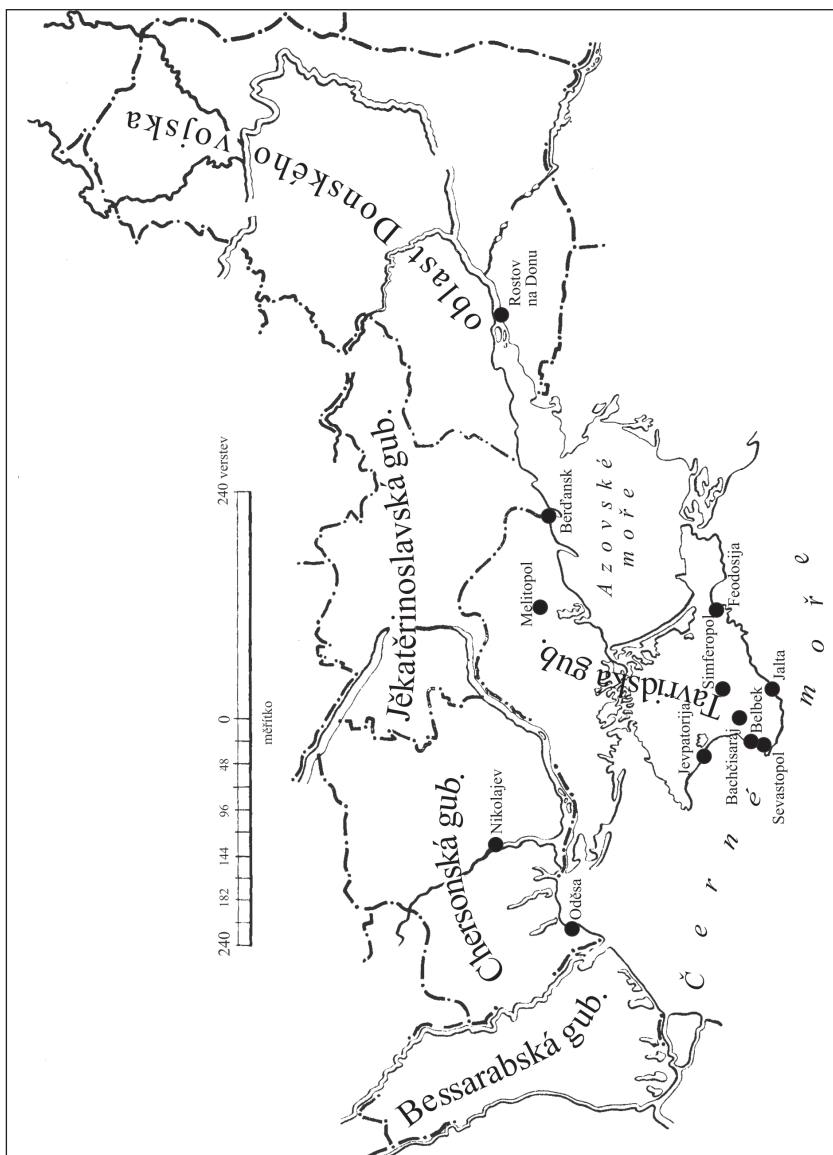 240
182
144
96
48
0
240 verstev
měřítko
oblast Donského vojska
Jěkatěrinoslavská gub.
Chersonská gub.
Bessarabská gub.
Tavridská gub.
Rostov
na Donu
Berďansk
Melitopol
Azovské
moře
Nikolajev
Oděsa
Feodosija
Simferopol
Jalta
Jevpatorija
Bachčisaraj
Belbek
Sevastopol
Černé moře